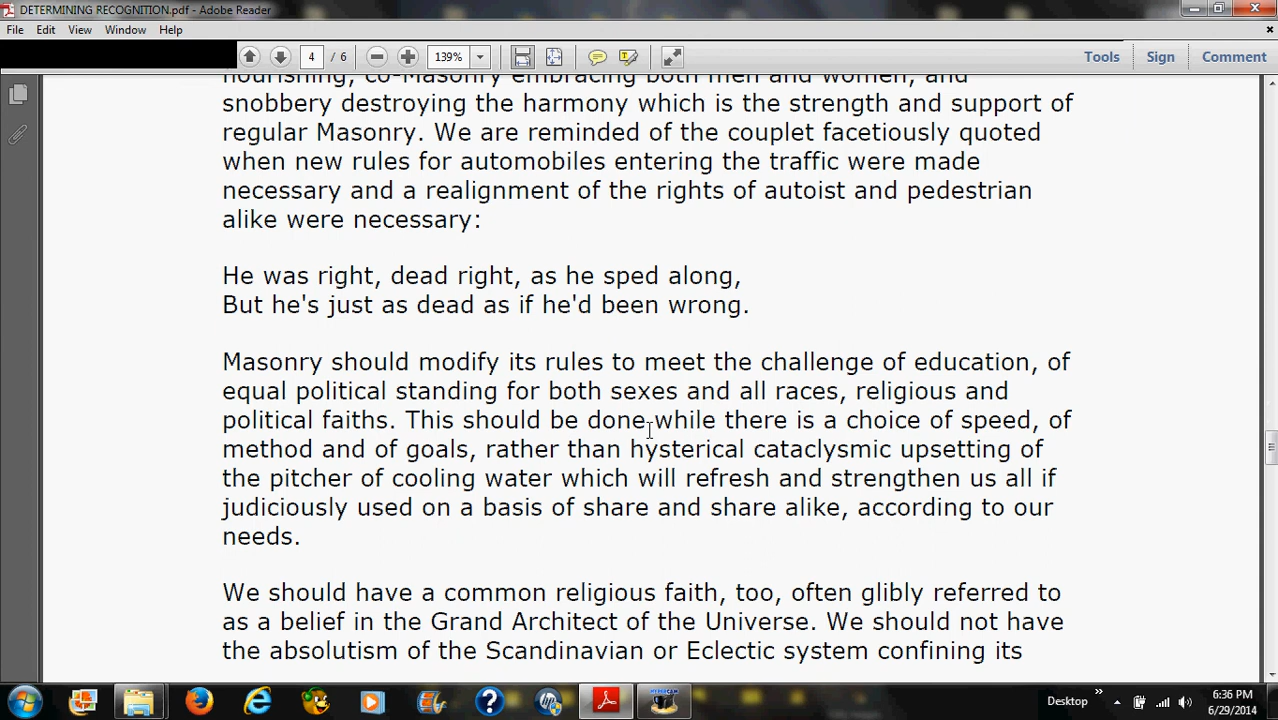 DETERMINING RECOGNITION.pdf - Adobe Reader
File Edit View Window Help
4 / 6 139% Tools Sign Comment
nourishing, co-Masonry embracing both men and women, and
snobbery destroying the harmony which is the strength and support of
regular Masonry. We are reminded of the couplet facetiously quoted
when new rules for automobiles entering the traffic were made
necessary and a realignment of the rights of autoist and pedestrian
alike were necessary:
He was right, dead right, as he sped along,
But he's just as dead as if he'd been wrong.
Masonry should modify its rules to meet the challenge of education, of
equal political standing for both sexes and all races, religious and
political faiths. This should be done while there is a choice of speed, of
method and of goals, rather than hysterical cataclysmic upsetting of
the pitcher of cooling water which will refresh and strengthen us all if
judiciously used on a basis of share and share alike, according to our
needs.
We should have a common religious faith, too, often glibly referred to
as a belief in the Grand Architect of the Universe. We should not have
the absolutism of the Scandinavian or Eclectic system confining its
Desktop
6:36 PM
6/29/2014